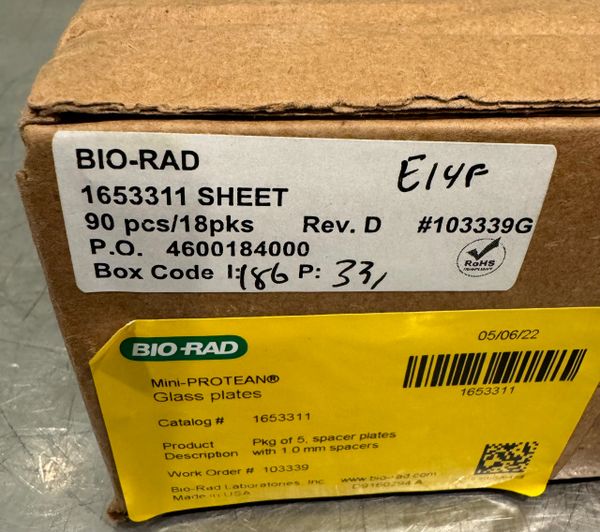 BIO-RAD
E14F
1653311 SHEET
90 pcs/18pks Rev. D #103339G
P.O. 4600184000
RoHS
Box Code I: 186 P: 33,
BIO-RAD
05/06/22
Mini-PROTEAN®
Glass plates
1653311
Catalog # 1653311
Product Description Pkg of 5, spacer plates
with 1.0 mm spacers
Work Order # 103339
Bio-Rad Laboratories, Inc. www.bio-rad.com
Made in USA